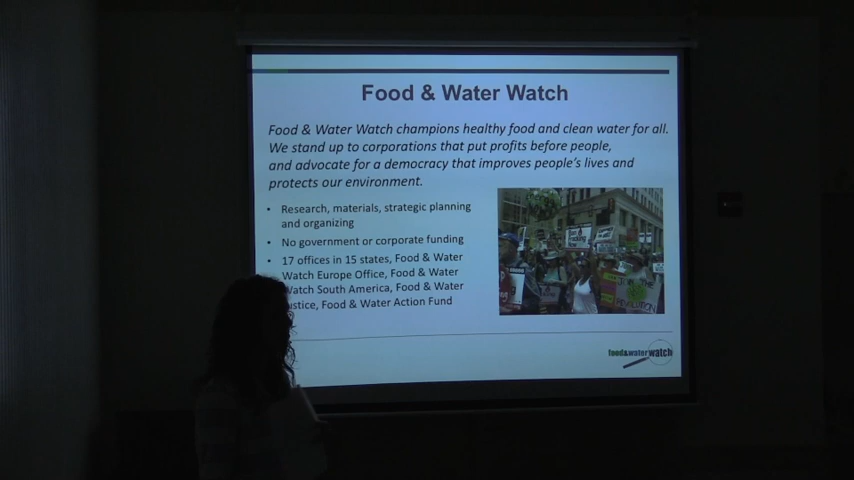 Food & Water Watch
Food & Water Watch champions healthy food and clean water for all.
We stand up to corporations that put profits before people,
and advocate for a democracy that improves people's lives and
protects our environment.
• Research, materials, strategic planning
and organizing
• No government or corporate funding
• 17 offices in 15 states, Food & Water
Watch Europe Office, Food & Water
Watch South America, Food & Water
Justice, Food & Water Action Fund
REVOLUTION
food&waterwatch